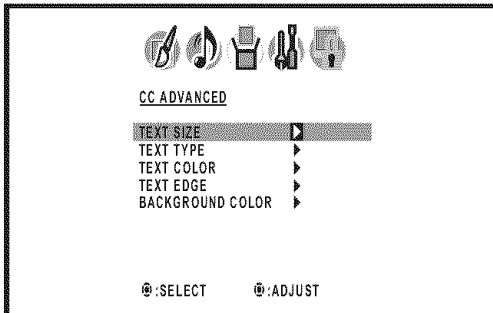 CC ADVANCED
TEXT SIZE
TEXT TYPE
TEXT COLOR
TEXT EDGE
BACKGROUND COLOR
:SELECT :ADJUST